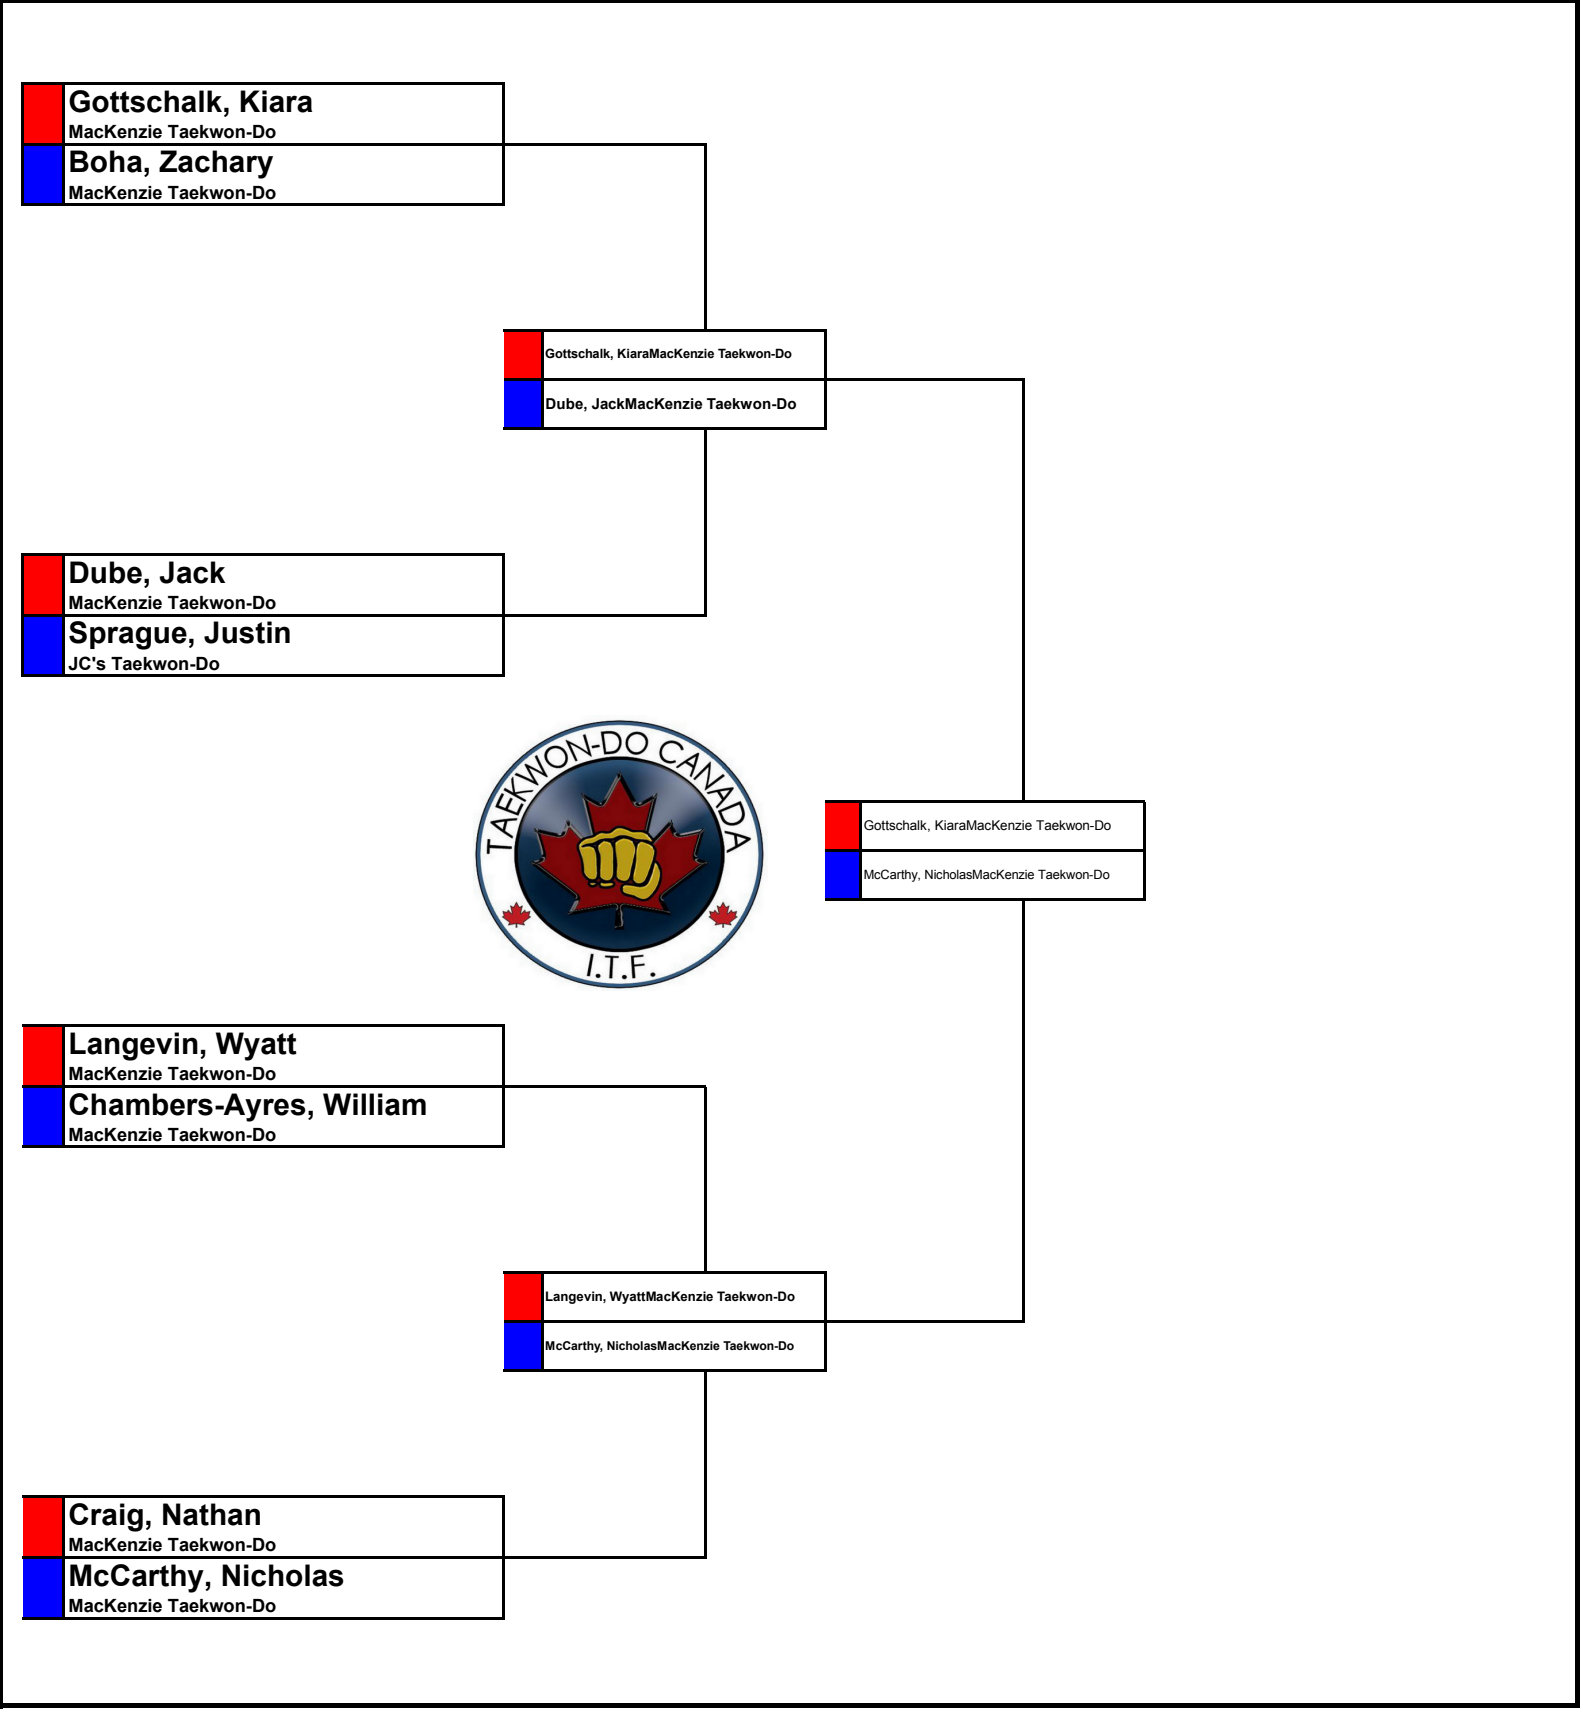 Gottschalk, Kiara
MacKenzie Taekwon-Do
Boha, Zachary
MacKenzie Taekwon-Do
Gottschalk, KiaraMacKenzie Taekwon-Do
Dube, JackMacKenzie Taekwon-Do
Dube, Jack
MacKenzie Taekwon-Do
Sprague, Justin
JC's Taekwon-Do
TAEKWON-DO CANADA
I.T.F.
Gottschalk, KiaraMacKenzie Taekwon-Do
McCarthy, NicholasMacKenzie Taekwon-Do
Langevin, Wyatt
MacKenzie Taekwon-Do
Chambers-Ayres, William
MacKenzie Taekwon-Do
Langevin, WyattMacKenzie Taekwon-Do
McCarthy, NicholasMacKenzie Taekwon-Do
Craig, Nathan
MacKenzie Taekwon-Do
McCarthy, Nicholas
MacKenzie Taekwon-Do